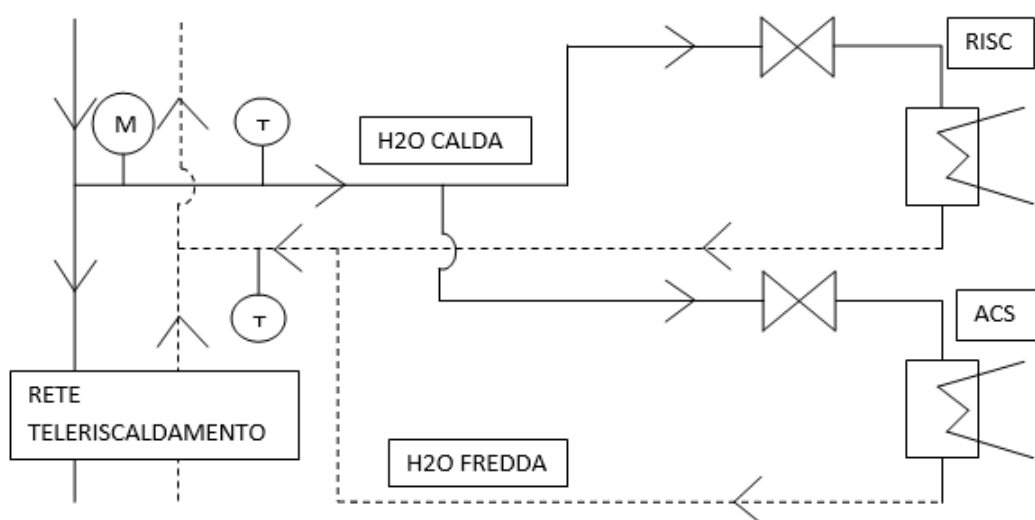 RISC
M
T
H2O CALDA
T
ACS
RETE
TELERISCALDAMENTO
H2O FREDDA